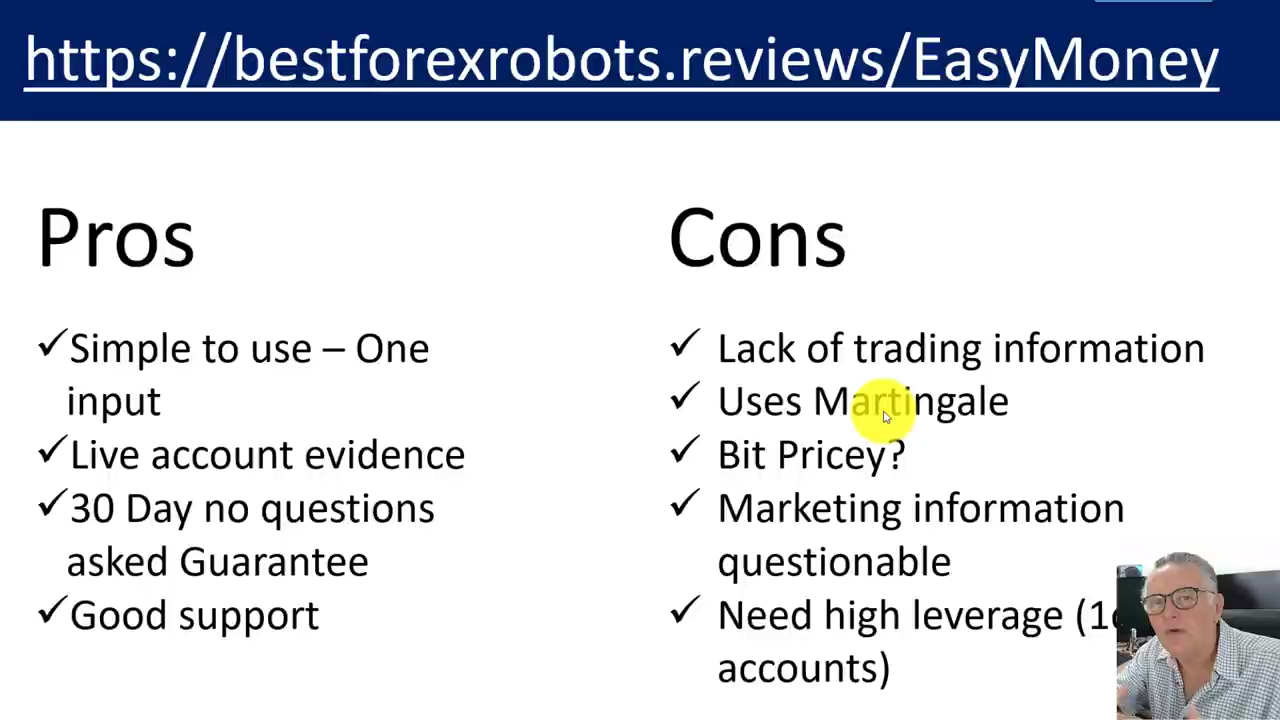 https://bestforexrobots.reviews/EasyMoney
Pros
✓Simple to use – One
input
✓Live account evidence
✓30 Day no questions
asked Guarantee
✓Good support
Cons
✓ Lack of trading information
✓ Uses Martingale
✓ Bit Pricey?
✓ Marketing information
questionable
✓ Need high leverage
accounts)